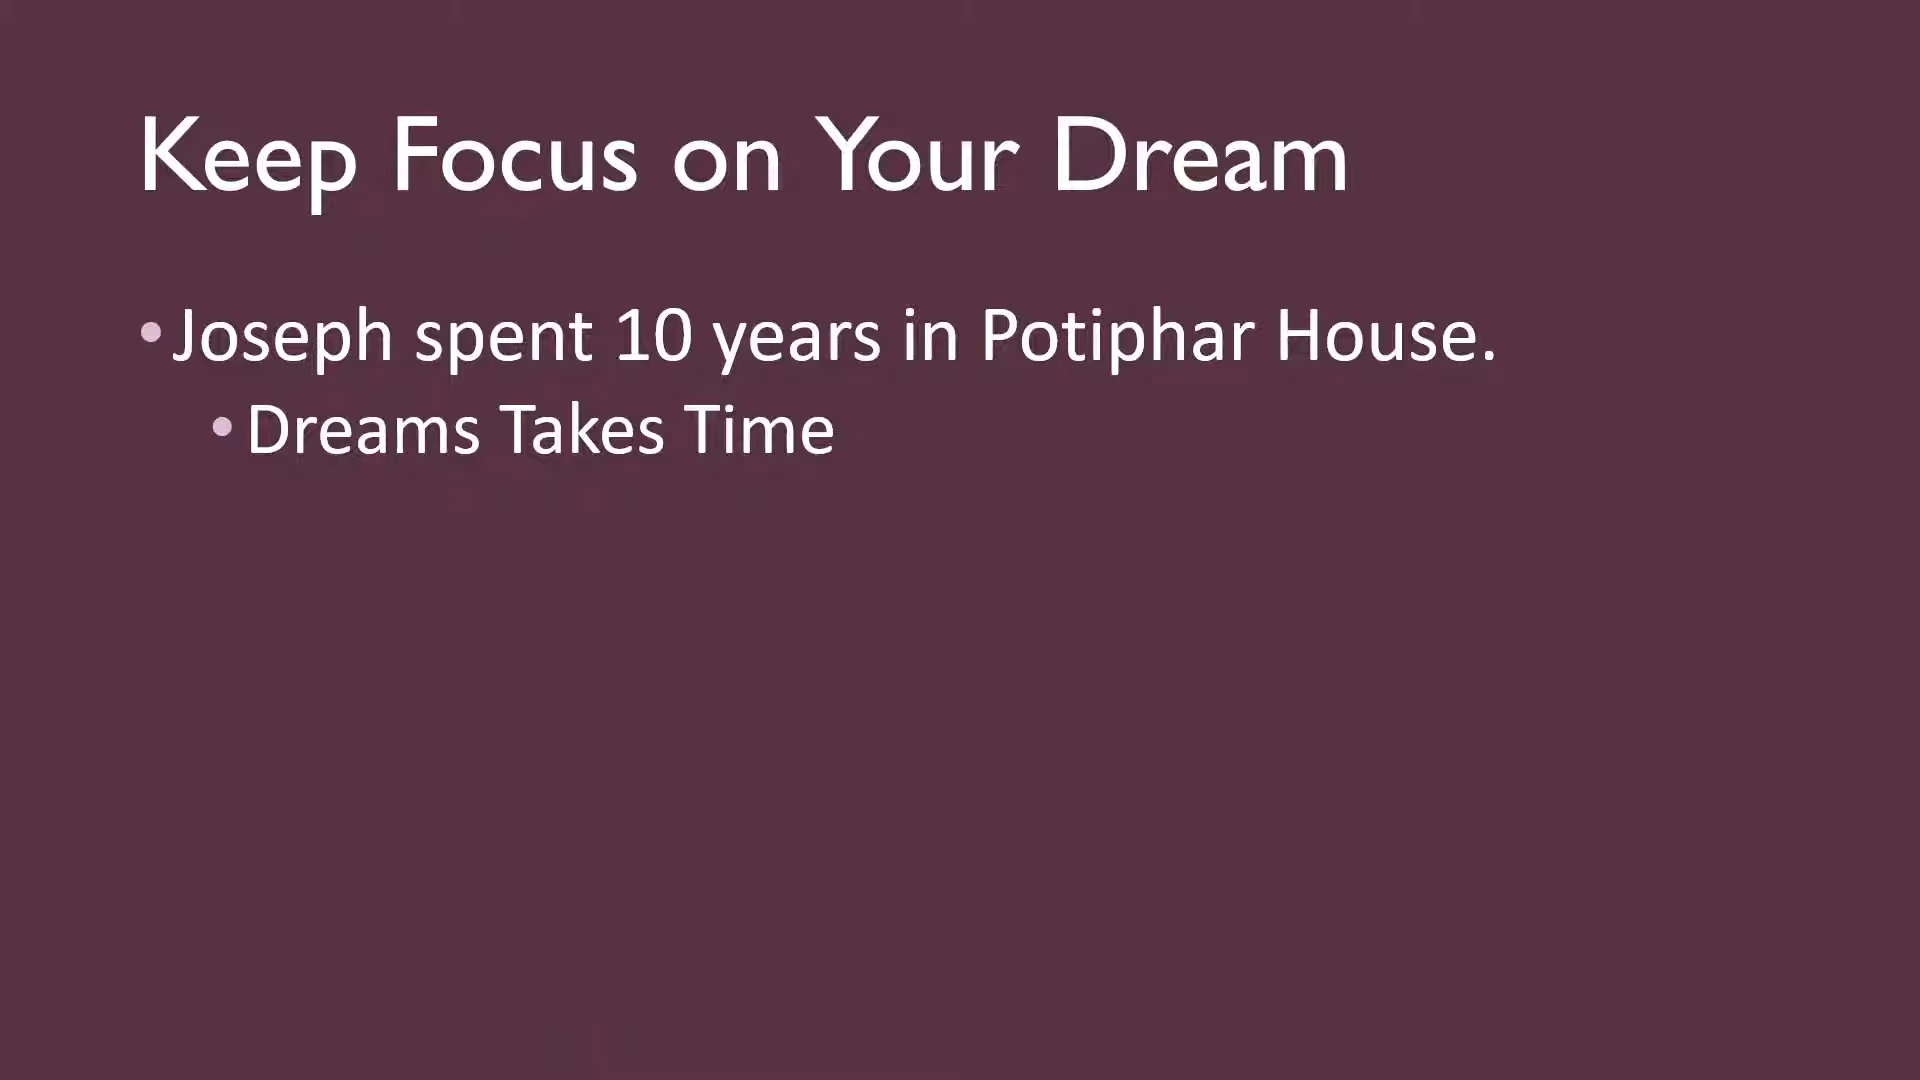 Keep Focus on Your Dream
• Joseph spent 10 years in Potiphar House.
• Dreams Takes Time